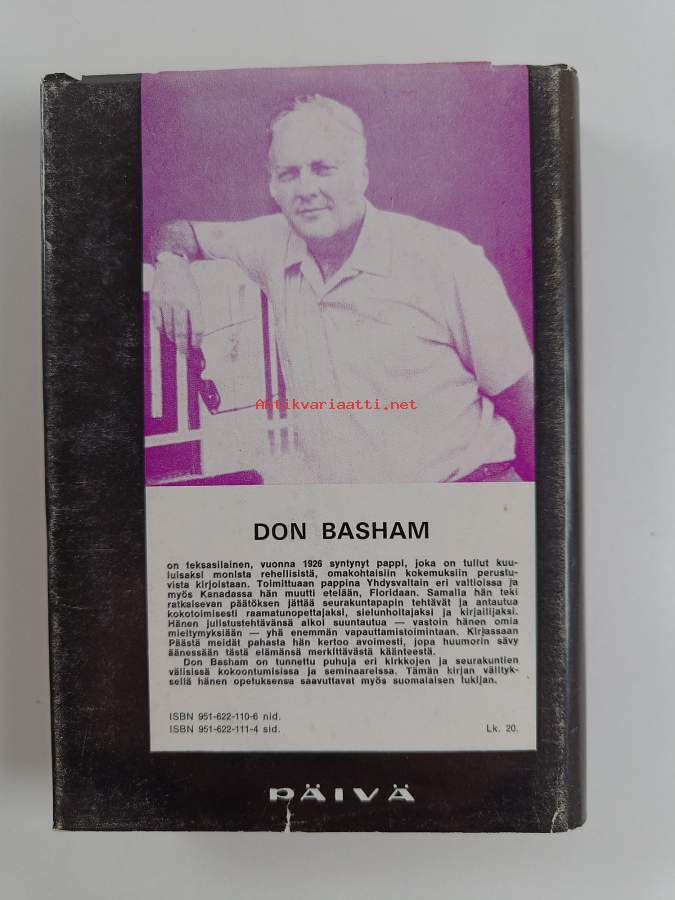 Antikvariaatti.net
DON BASHAM
on teksasilainen, vuonna 1926 syntynyt pappi, joka on tullut kuu-
luisaksi monista rehellisistä, omakohtaisiin kokemuksiin perustu-
vista kirjoistaan. Toimittuaan pappina Yhdysvaltain eri valtioissa ja
myös Kanadassa hän muutti etelään, Floridaan. Samalla hän teki
ratkaisevan päätöksen jättää seurakuntapapin tehtävät ja antautua
kokotoimisesti raamatunopettajaksi, sielunhoitajaksi ja kirjailijaksi.
Hänen julistustehtävänsä alkoi suuntautua — vastoin hänen omia
mieltymyksiään — yhä enemmän vapauttamistoimintaan. Kirjassaan
Päästä meidät pahasta hän kertoo avoimesti, jopa huumorin sävy
äänessään tästä elämänsä merkittävästä käänteestä.
Don Basham on tunnettu puhuja eri kirkkojen ja seurakuntien
välisissä kokoontumisissa ja seminaareissa. Tämän kirjan välityk-
sellä hänen opetuksensa saavuttavat myös suomalaisen lukijan.
ISBN 951-622-110-6 nid.
ISBN 951-622-111-4 sid.
Lk. 20.
PÄIVÄ